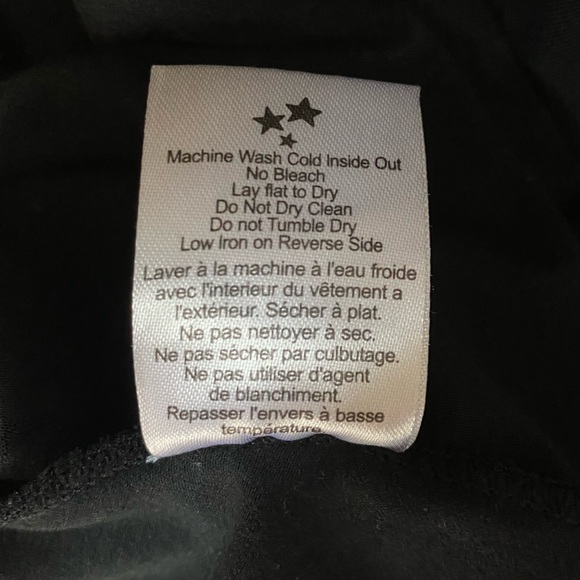 Machine Wash Cold Inside Out
No Bleach
Lay flat to Dry
Do Not Dry Clean
Do not Tumble Dry
Low Iron on Reverse Side
Laver à la machine à l'eau froide
avec l'interieur du vêtement a
l'extérieur. Sécher à plat.
Ne pas nettoyer à sec.
Ne pas sécher par culbutage.
Ne pas utiliser d'agent
de blanchiment.
Repasser l'envers à basse
température